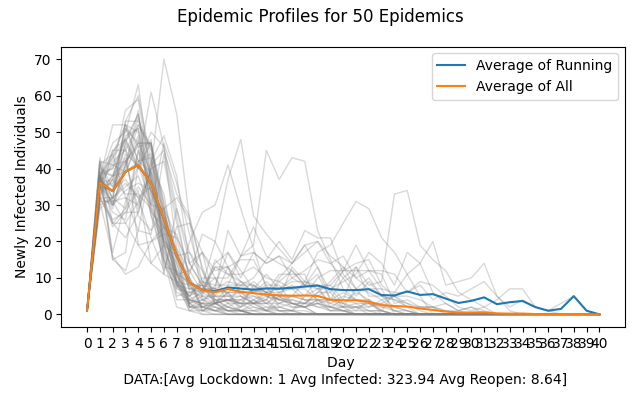 Epidemic Profiles for 50 Epidemics
Average of Running
Average of All
Newly Infected Individuals
70
60
50
40
30
20
10
0
0 1 2 3 4 5 6 7 8 9 10 11 12 13 14 15 16 17 18 19 20 21 22 23 24 25 26 27 28 29 30 31 32 33 34 35 36 37 38 39 40
Day
DATA:[Avg Lockdown: 1 Avg Infected: 323.94 Avg Reopen: 8.64]